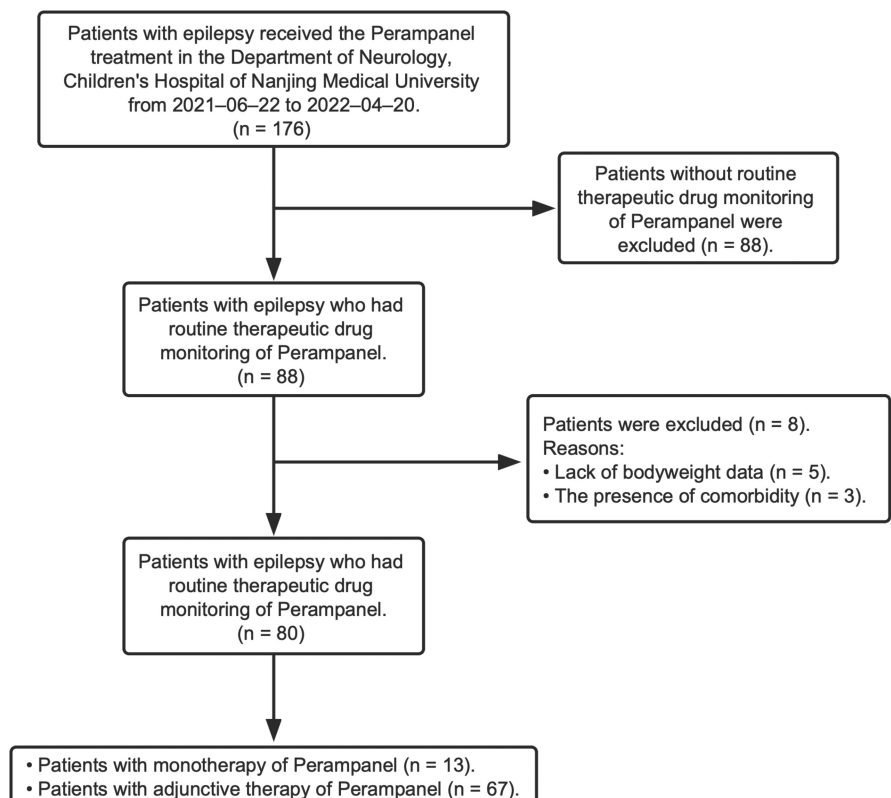 Patients with epilepsy received the Perampanel
treatment in the Department of Neurology,
Children's Hospital of Nanjing Medical University
from 2021–06–22 to 2022–04–20.
(n = 176)
Patients without routine
therapeutic drug monitoring
of Perampanel were
excluded (n = 88).
Patients with epilepsy who had
routine therapeutic drug
monitoring of Perampanel.
(n = 88)
Patients were excluded (n = 8).
Reasons:
• Lack of bodyweight data (n = 5).
• The presence of comorbidity (n = 3).
Patients with epilepsy who had
routine therapeutic drug
monitoring of Perampanel.
(n = 80)
• Patients with monotherapy of Perampanel (n = 13).
• Patients with adjunctive therapy of Perampanel (n = 67).